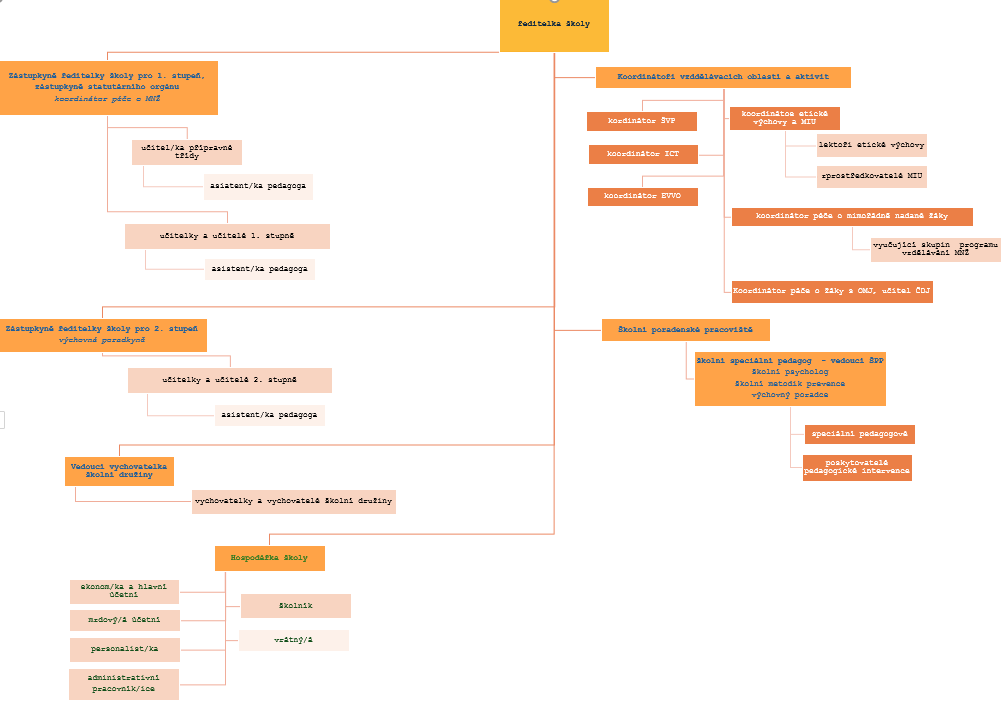 ředitelka školy
Zástupkyně ředitelky školy pro 1. stupeň,
zástupkyně statutárního orgánu
koordinátor péče o MNŽ
učitel/ka přípravné
třídy
asistent/ka pedagoga
učitelky a učitelé 1. stupně
asistent/ka pedagoga
Zástupkyně ředitelky školy pro 2. stupeň
výchovná poradkyně
učitelky a učitelé 2. stupně
asistent/ka pedagoga
Vedoucí vychovatelka
školní družiny
vychovatelky a vychovatelé školní družiny
Hospodářka školy
ekonom/ka a hlavní
účetní
mzdový/á účetní
personalist/ka
administrativní
pracovník/ice
školník
vrátný/á
Koordinátoři vzdělávacích oblastí a aktivit
kordinátor ŠVP
koordinátor ICT
koordinátor EVVO
koordinátoe etické
výchovy a MIU
lektoři etické výchovy
zprostředkovatelé MIU
koordinátor péče o mimořádně nadané žáky
vyučující skupin programu
vzdělávání MNŽ
Koordinátor péče o žáky s OMJ, učitel ČDJ
Školní poradenské pracoviště
školní speciální pedagog - vedoucí ŠPP
školní psycholog
školní metodik prevence
výchovný poradce
speciální pedagogové
poskytovatelé
pedagogické intervence